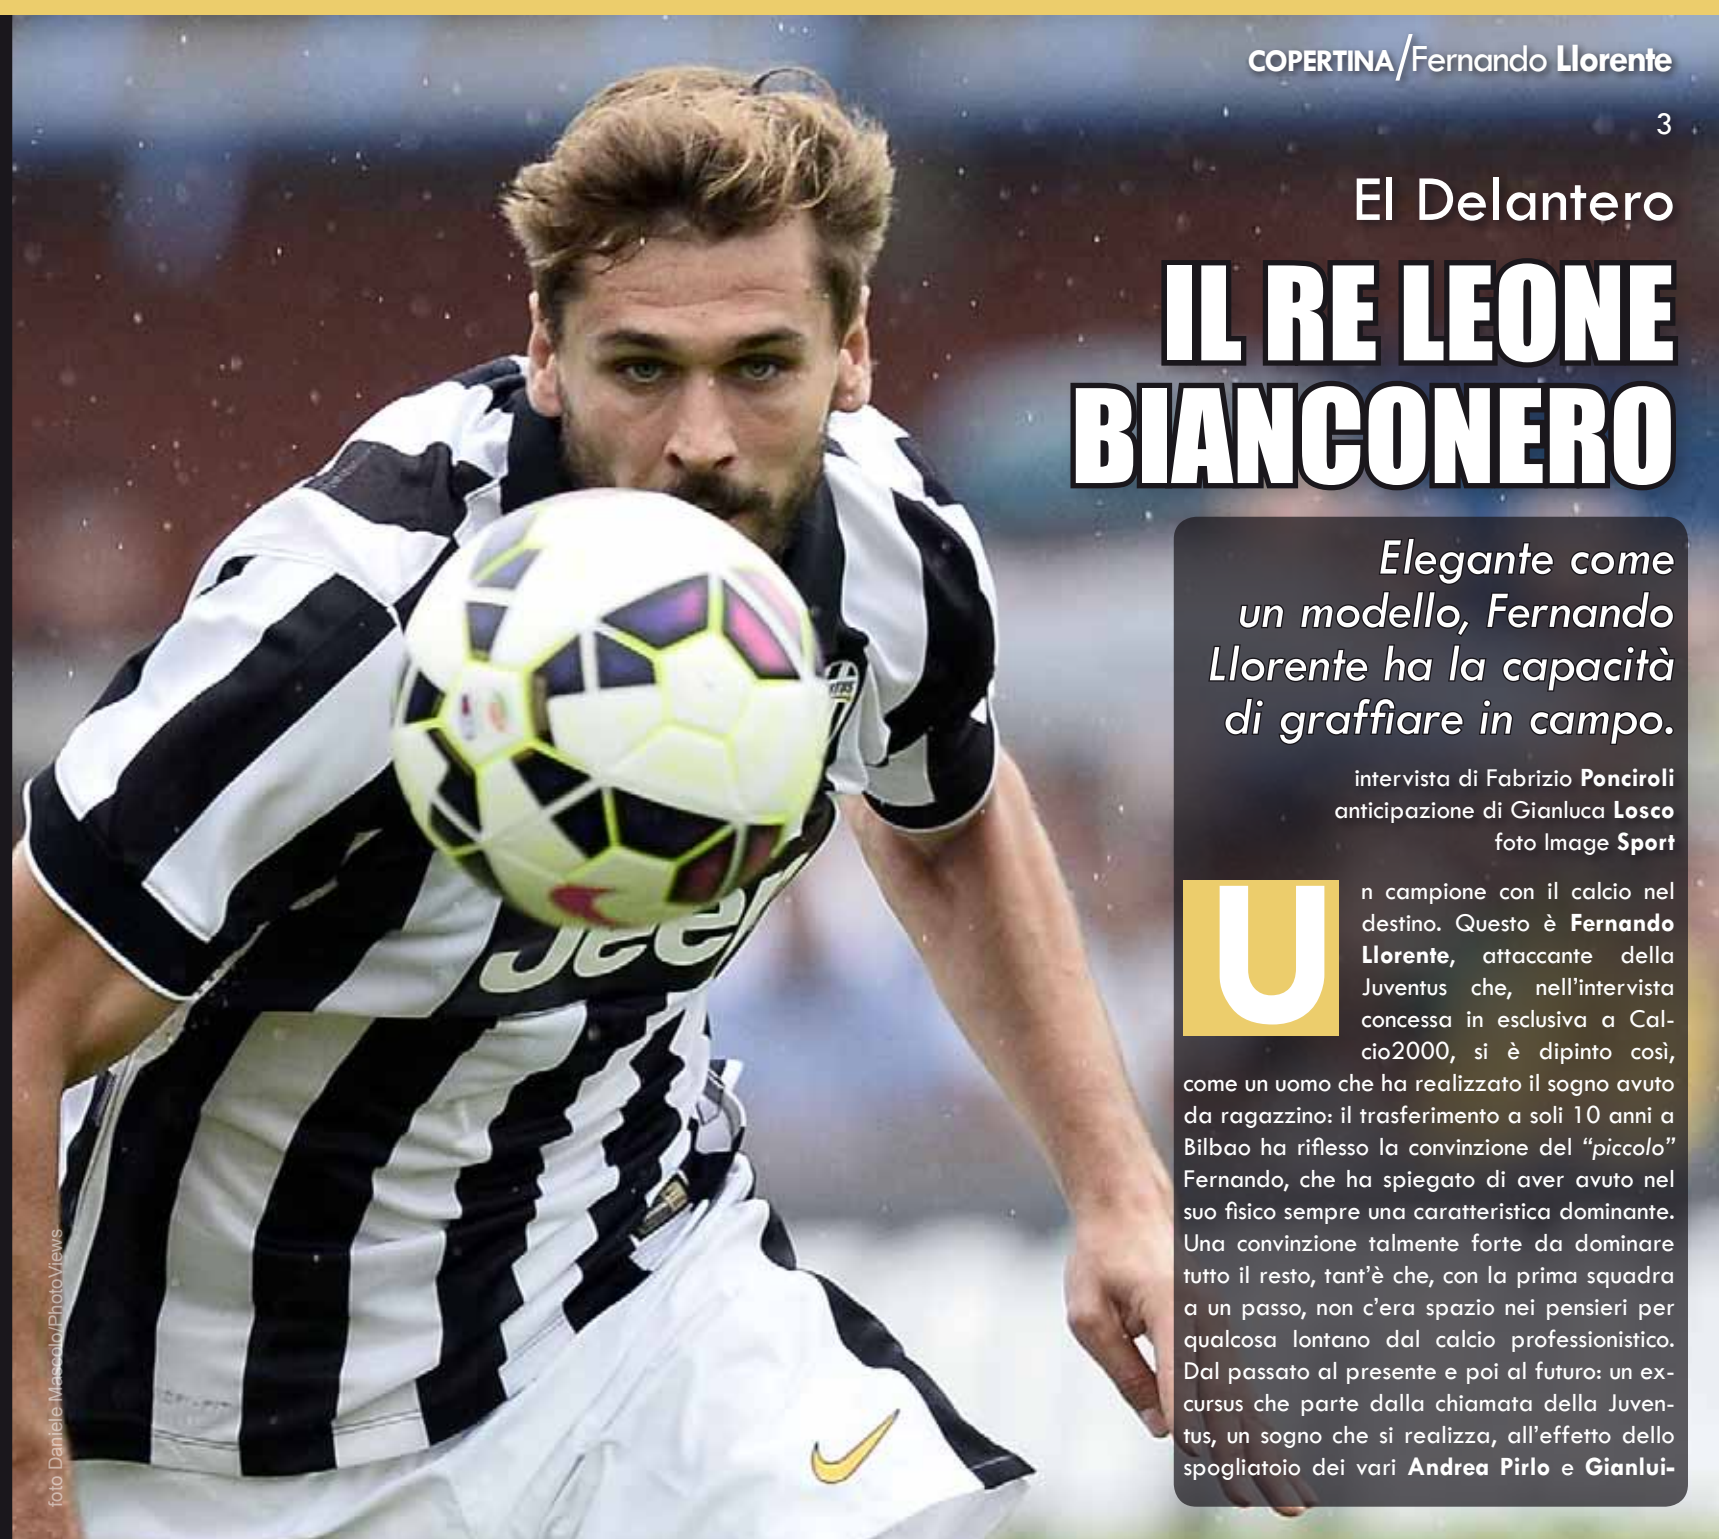 COPERTINA/Fernando Llorente
3
El Delantero
IL RE LEONE
BIANCONERO
Elegante come
un modello, Fernando
Llorente ha la capacità
di graffiare in campo.
intervista di Fabrizio Ponciroli
anticipazione di Gianluca Losco
foto Image Sport
Un campione con il calcio nel
destino. Questo è Fernando
Llorente, attaccante della
Juventus che, nell'intervista
concessa in esclusiva a Cal-
cio2000, si è dipinto così,
come un uomo che ha realizzato il sogno avuto
da ragazzino: il trasferimento a soli 10 anni a
Bilbao ha riflesso la convinzione del “piccolo”
Fernando, che ha spiegato di aver avuto nel
suo fisico sempre una caratteristica dominante.
Una convinzione talmente forte da dominare
tutto il resto, tant'è che, con la prima squadra
a un passo, non c'era spazio nei pensieri per
qualcosa lontano dal calcio professionistico.
Dal passato al presente e poi al futuro: un ex-
cursus che parte dalla chiamata della Juven-
tus, un sogno che si realizza, all'effetto dello
spogliatoio dei vari Andrea Pirlo e Gianlui-
Jeep
foto Daniele Mascolo/PhotoViews